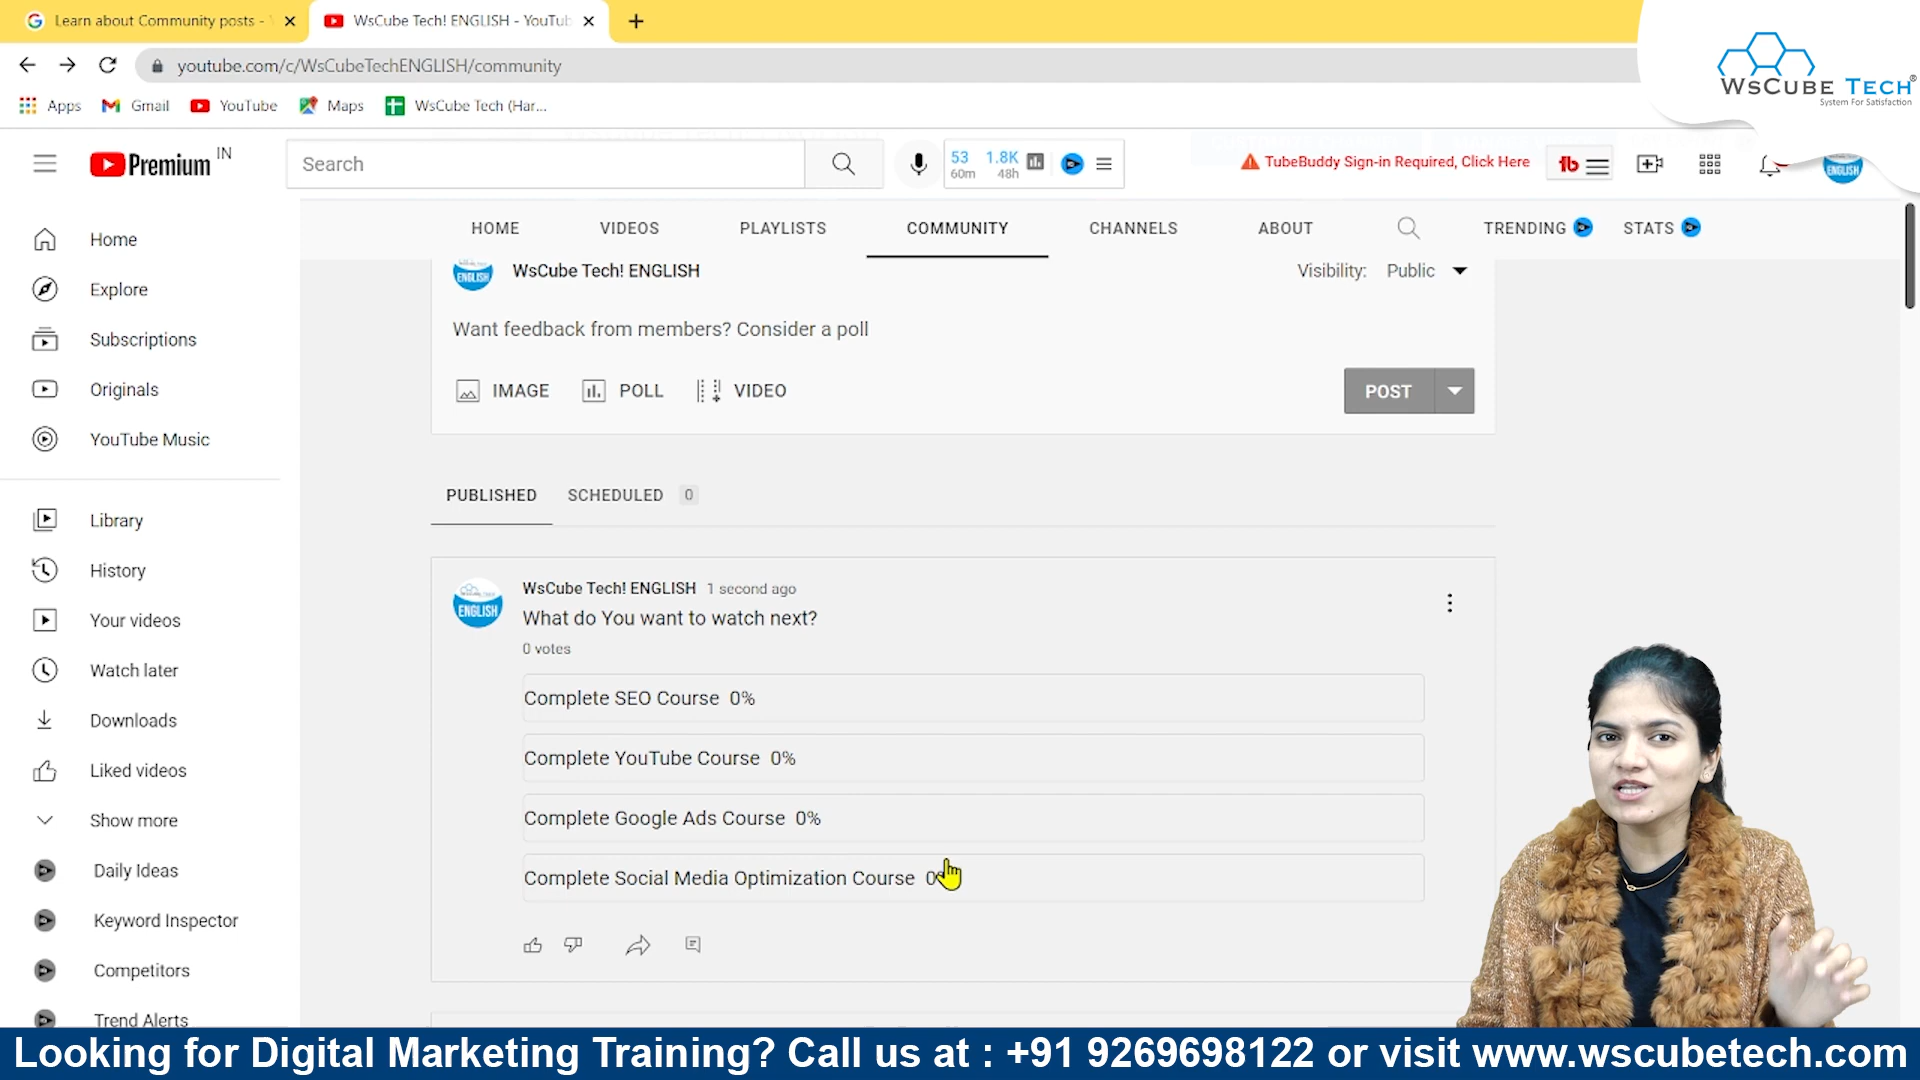 Learn about Community posts -
WsCube Tech! ENGLISH - YouTub
youtube.com/c/WsCubeTechENGLISH/community
WsCube Tech®
System For Satisfaction
Apps
Gmail
YouTube
Maps
WsCube Tech (Har...
Premium IN
Search
53
60m
1.8K
48h
TubeBuddy Sign-in Required, Click Here
tb
ENGLISH
HOME
VIDEOS
PLAYLISTS
COMMUNITY
CHANNELS
ABOUT
TRENDING
STATS
Home
Explore
Subscriptions
Originals
YouTube Music
Library
History
Your videos
Watch later
Downloads
Liked videos
Show more
Daily Ideas
Keyword Inspector
Competitors
Trend Alerts
ENGLISH
WsCube Tech! ENGLISH
Visibility: Public
Want feedback from members? Consider a poll
IMAGE
POLL
VIDEO
POST
PUBLISHED
SCHEDULED 0
ENGLISH
WsCube Tech! ENGLISH 1 second ago
What do You want to watch next?
0 votes
Complete SEO Course 0%
Complete YouTube Course 0%
Complete Google Ads Course 0%
Complete Social Media Optimization Course 0
Looking for Digital Marketing Training? Call us at : +91 9269698122 or visit www.wscubetech.com